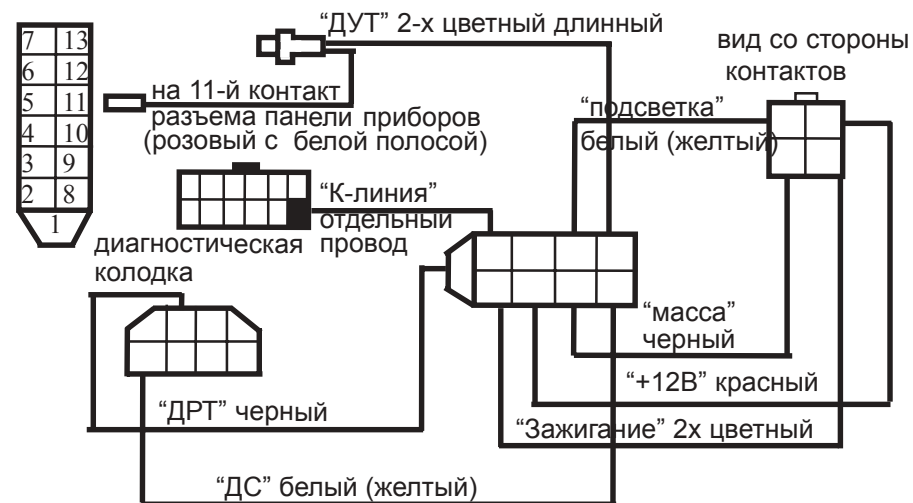 “ДУТ” 2-х цветный длинный
вид со стороны
контактов
7 13
6 12
5 11
4 10
3 9
2 8
1
на 11-й контакт
разъема панели приборов
(розовый с белой полосой)
“подсветка”
белый (желтый)
“К-линия”
отдельный
провод
диагностическая
колодка
“масса”
черный
“+12В” красный
“ДРТ” черный
“Зажигание” 2х цветный
“ДС” белый (желтый)